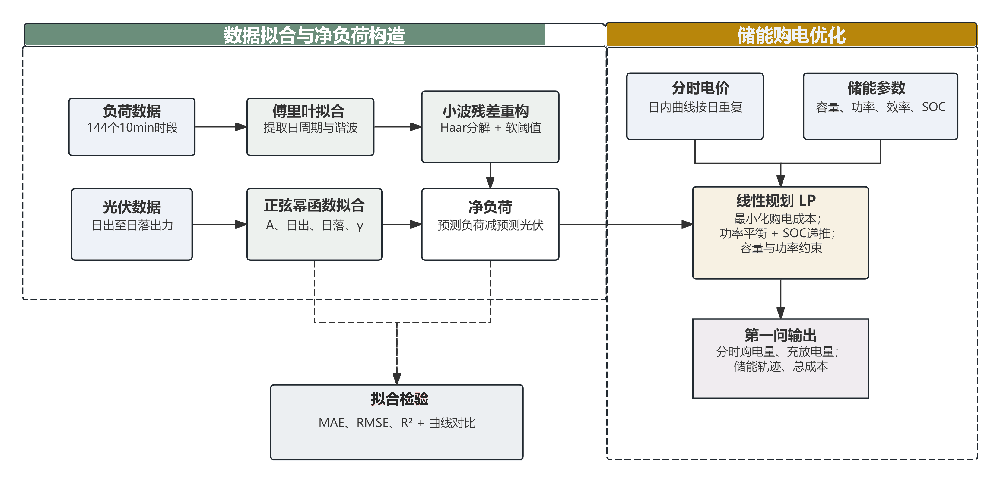 数据拟合与净负荷构造
储能购电优化
负荷数据
144个10min时段
傅里叶拟合
提取日周期与谐波
小波残差重构
Haar分解 + 软阈值
光伏数据
日出至日落出力
正弦幂函数拟合
A、日出、日落、γ
净负荷
预测负荷减预测光伏
拟合检验
MAE、RMSE、R² + 曲线对比
分时电价
日内曲线按日重复
储能参数
容量、功率、效率、SOC
线性规划 LP
最小化购电成本；
功率平衡 + SOC递推；
容量与功率约束
第一问输出
分时购电量、充放电量；
储能轨迹、总成本